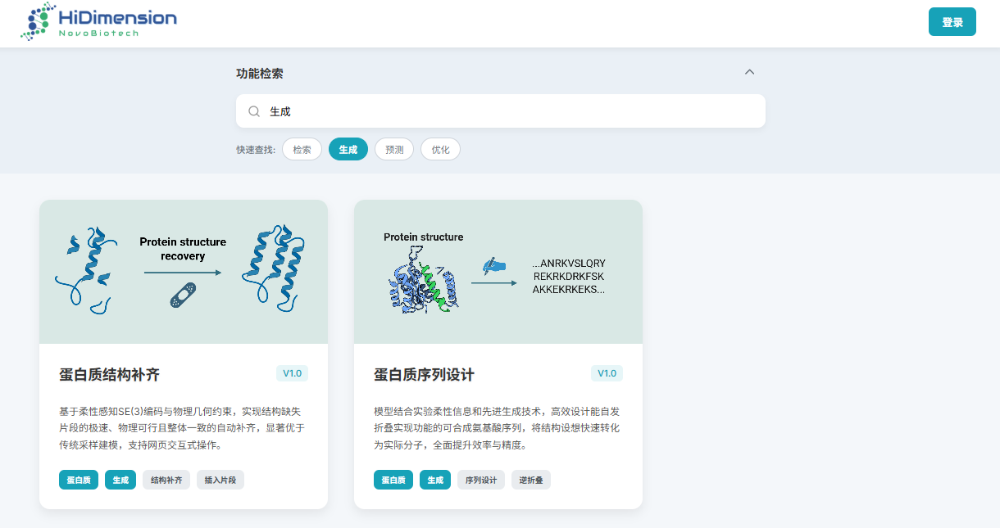 HiDimension
NovoBiotech
登录
功能检索
生成
快速查找: 检索 生成 预测 优化
Protein structure
recovery
Protein structure
...ANRKVSLQRY
REKRKDRKFSK
AKKEKRKEKS...
蛋白质结构补齐 V1.0
基于柔性感知SE(3)编码与物理几何约束，实现结构缺失
片段的极速、物理可行且整体一致的自动补齐，显著优于
传统采样建模，支持网页交互式操作。
蛋白质 生成 结构补齐 插入片段
蛋白质序列设计 V1.0
模型结合实验柔性信息和先进生成技术，高效设计能自发
折叠实现功能的可合成氨基酸序列，将结构设想快速转化
为实际分子，全面提升效率与精度。
蛋白质 生成 序列设计 逆折叠